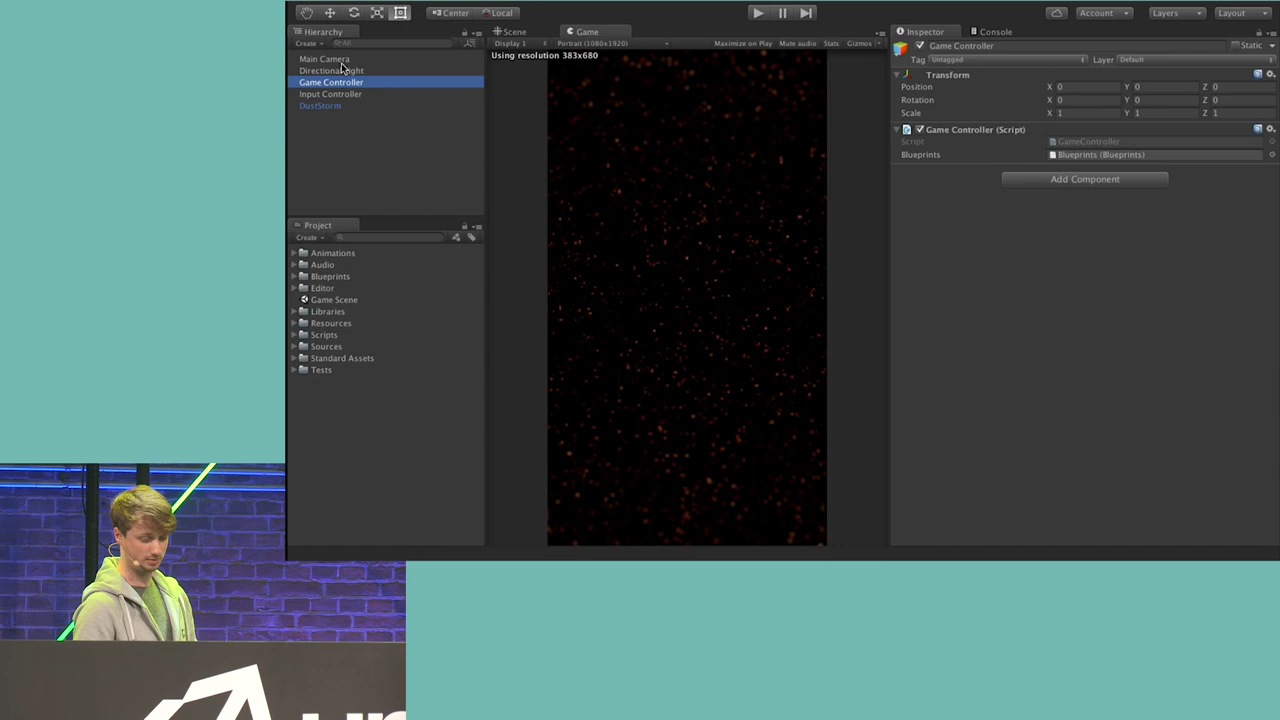 Center Local Account Layers Layout
Hierarchy
Create All
Main Camera
Directional Light
Game Controller
Input Controller
DustStorm
Project
Create
Animations
Audio
Blueprints
Editor
Game Scene
Libraries
Resources
Scripts
Sources
Standard Assets
Tests
Scene Game
Display 1 Portrait (1080x1920) Maximize on Play Mute audio Stats Gizmos
Using resolution 383x680
Inspector Console
Game Controller Static
Tag Untagged Layer Default
Transform
Position X 0 Y 0 Z 0
Rotation X 0 Y 0 Z 0
Scale X 1 Y 1 Z 1
Game Controller (Script)
Script GameController
Blueprints Blueprints (Blueprints)
Add Component